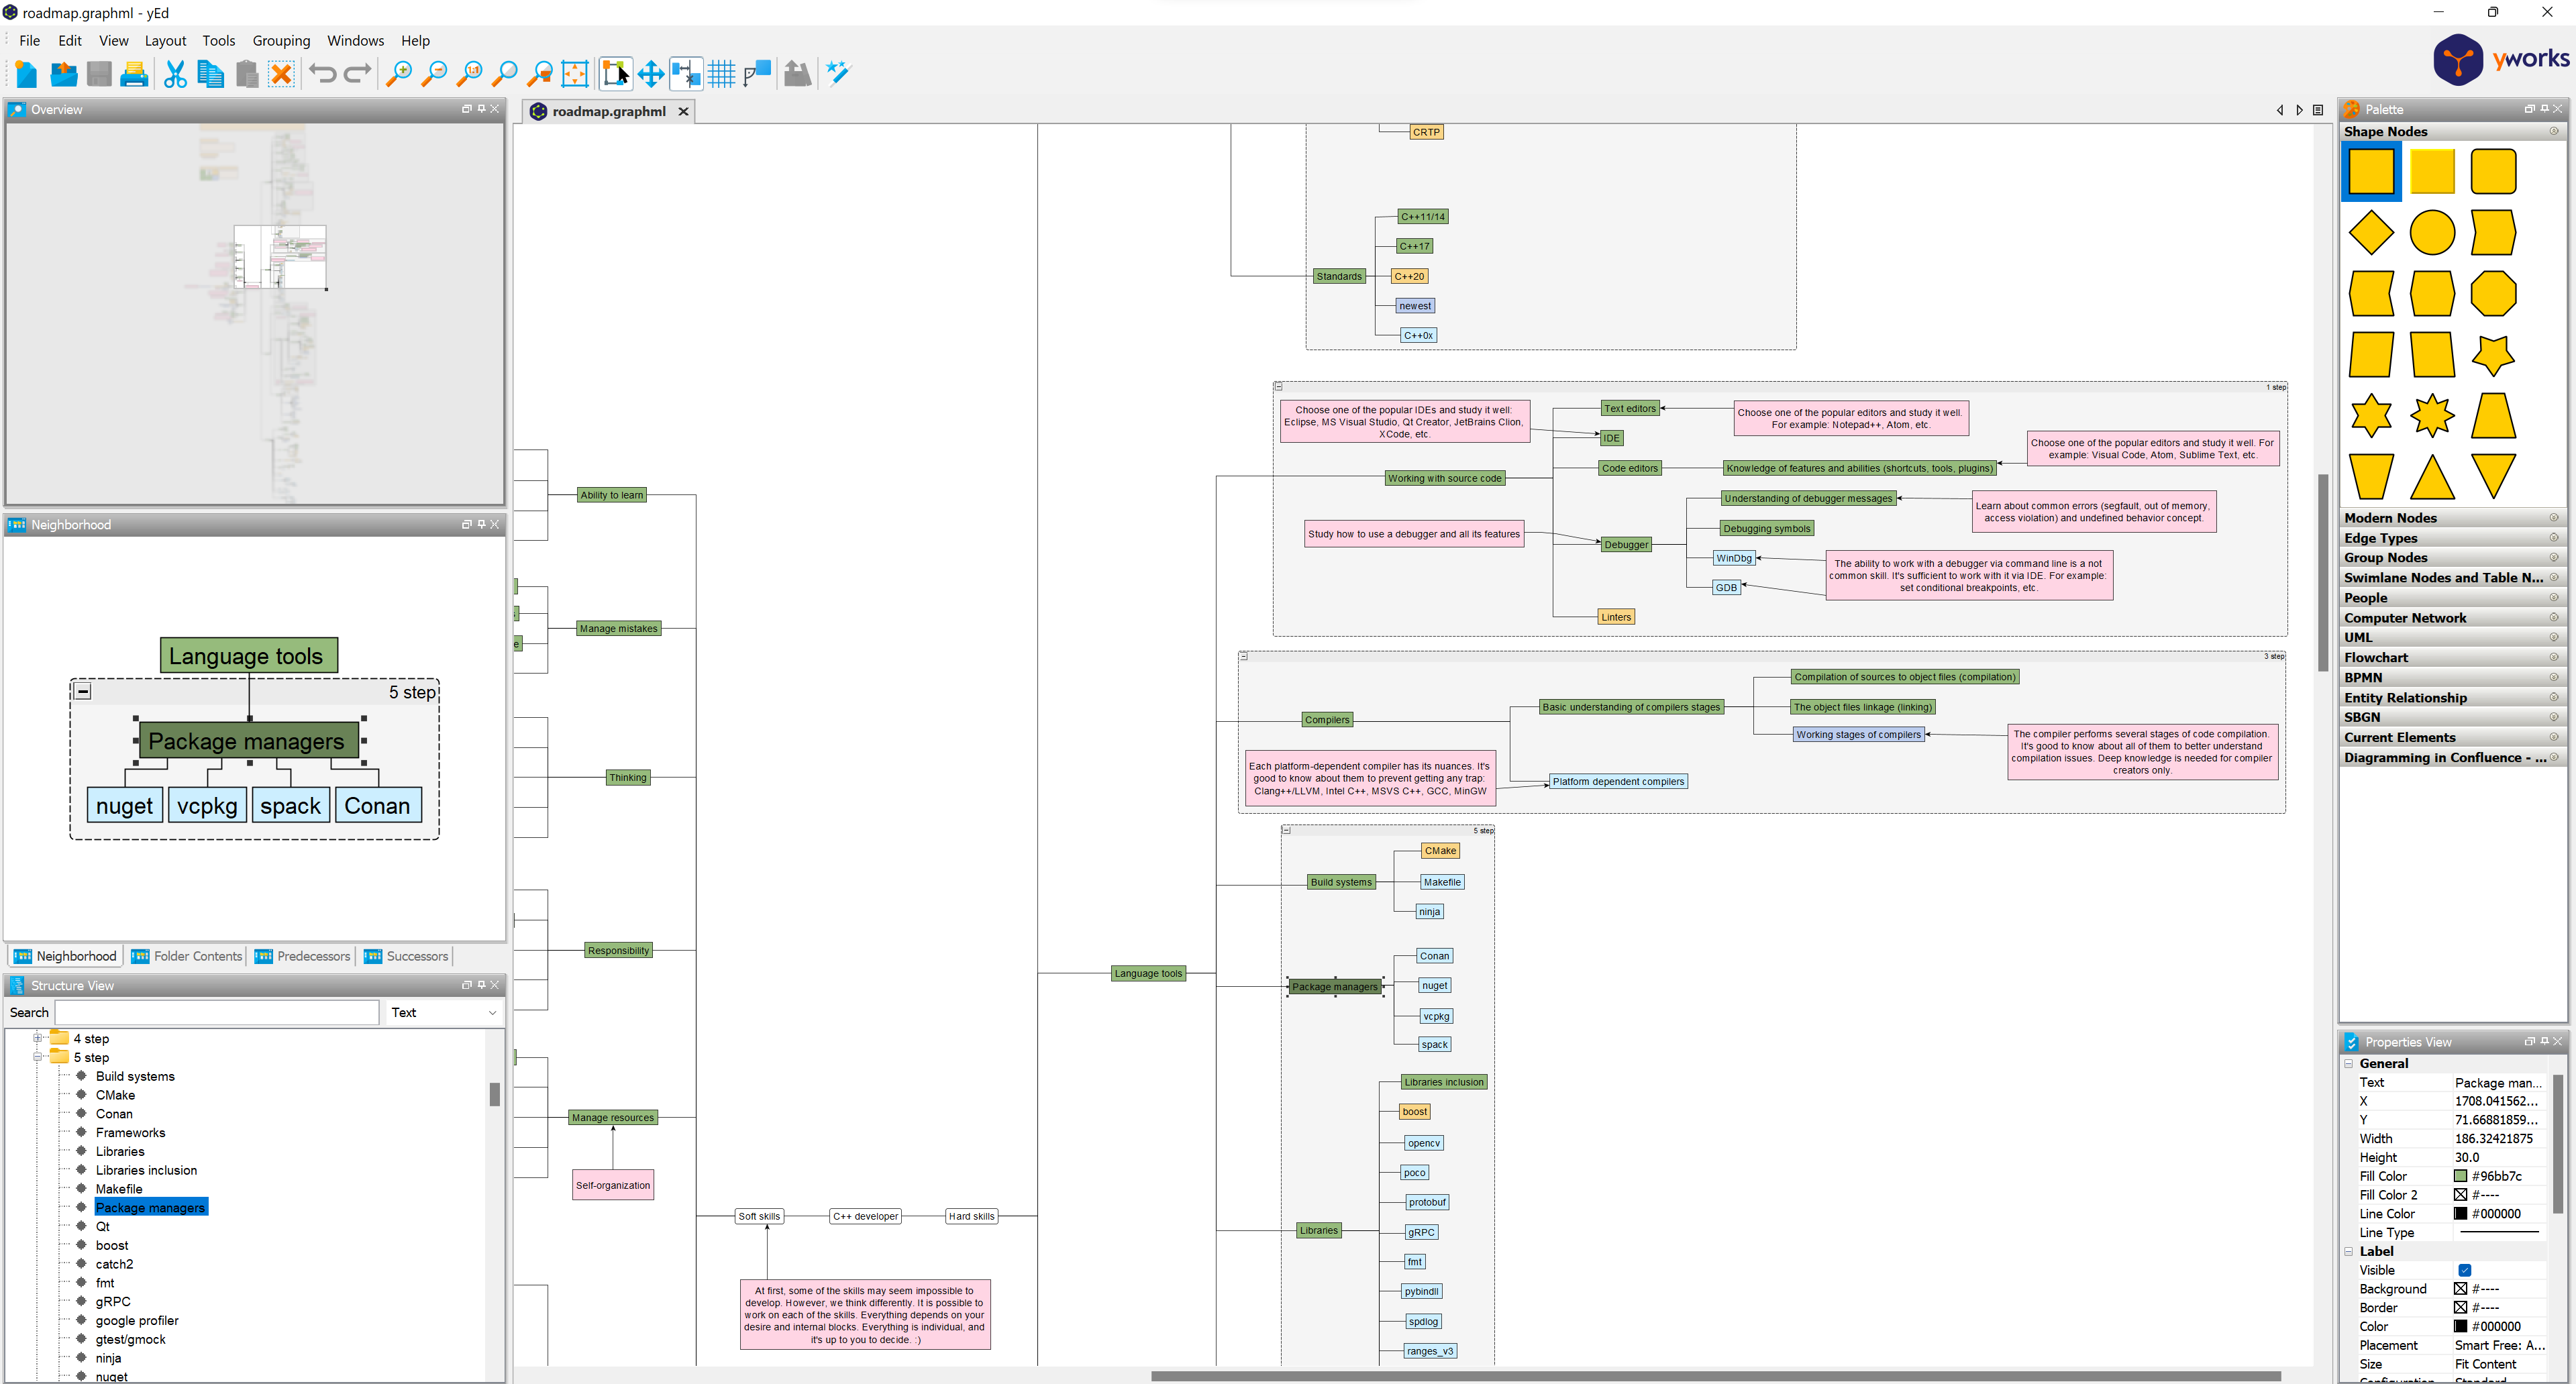 roadmap.graphml - yEd
File Edit View Layout Tools Grouping Windows Help
yworks
Overview
roadmap.graphml
Neighborhood
Language tools
5 step
Package managers
nuget vcpkg spack Conan
Neighborhood Folder Contents Predecessors Successors
Structure View
Search Text
4 step
5 step
Build systems
CMake
Conan
Frameworks
Libraries
Libraries inclusion
Makefile
Package managers
Qt
boost
catch2
fmt
gRPC
google profiler
gtest/gmock
ninja
nuget
CRTP
C++11/14
C++17
Standards
C++20
newest
C++0x
1 step
Choose one of the popular IDEs and study it well:
Eclipse, MS Visual Studio, Qt Creator, JetBrains Clion,
XCode, etc.
Text editors
Choose one of the popular editors and study it well.
For example: Notepad++, Atom, etc.
IDE
Choose one of the popular editors and study it well. For
example: Visual Code, Atom, Sublime Text, etc.
Code editors
Knowledge of features and abilities (shortcuts, tools, plugins)
Working with source code
Understanding of debugger messages
Learn about common errors (segfault, out of memory,
access violation) and undefined behavior concept.
Debugging symbols
Study how to use a debugger and all its features
Debugger
WinDbg
The ability to work with a debugger via command line is a not
common skill. It's sufficient to work with it via IDE. For example:
set conditional breakpoints, etc.
GDB
Linters
3 step
Compilation of sources to object files (compilation)
Basic understanding of compilers stages
The object files linkage (linking)
Compilers
Working stages of compilers
The compiler performs several stages of code compilation.
It's good to know about all of them to better understand
compilation issues. Deep knowledge is needed for compiler
creators only.
Each platform-dependent compiler has its nuances. It's
good to know about them to prevent getting any trap:
Clang++/LLVM, Intel C++, MSVS C++, GCC, MinGW
Platform dependent compilers
5 step
CMake
Build systems
Makefile
ninja
Conan
Language tools
Package managers
nuget
vcpkg
spack
Libraries inclusion
boost
opencv
poco
protobuf
Libraries
gRPC
fmt
pybindll
spdlog
ranges_v3
Ability to learn
e
Manage mistakes
Thinking
Responsibility
Manage resources
Self-organization
Soft skills
C++ developer
Hard skills
At first, some of the skills may seem impossible to
develop. However, we think differently. It is possible to
work on each of the skills. Everything depends on your
desire and internal blocks. Everything is individual, and
it's up to you to decide. :)
Palette
Shape Nodes
Modern Nodes
Edge Types
Group Nodes
Swimlane Nodes and Table N...
People
Computer Network
UML
Flowchart
BPMN
Entity Relationship
SBGN
Current Elements
Diagramming in Confluence - ...
Properties View
General
Text Package man...
X 1708.041562...
Y 71.66881859...
Width 186.32421875
Height 30.0
Fill Color #96bb7c
Fill Color 2 #----
Line Color #000000
Line Type
Label
Visible
Background #----
Border #----
Color #000000
Placement Smart Free: A...
Size Fit Content
Configuration Standard